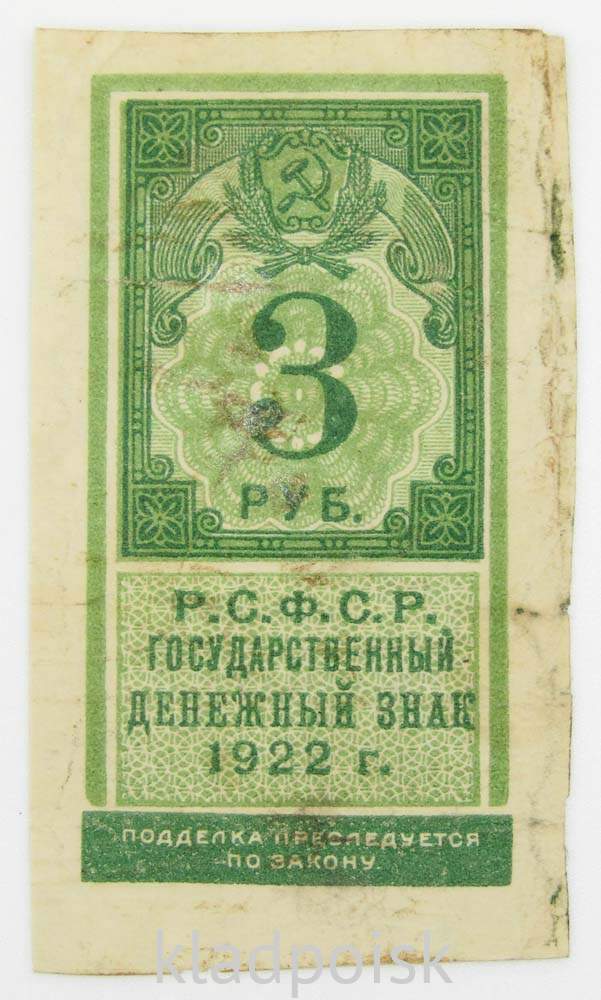 3
РУБ.
Р.С.Ф.С.Р.
ГОСУДАРСТВЕННЫЙ
ДЕНЕЖНЫЙ ЗНАК
1922 г.
ПОДДЕЛКА ПРЕСЛЕДУЕТСЯ
ПО ЗАКОНУ
kladpoisk